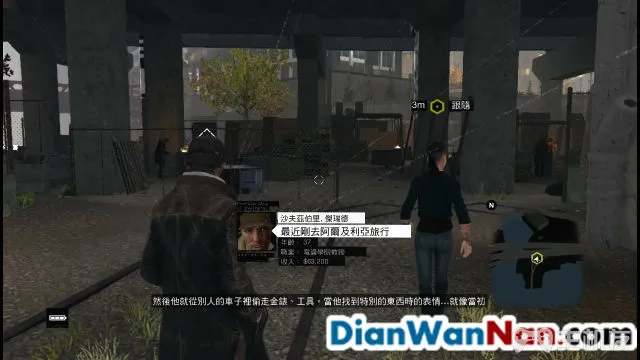 3m 跟隨
N
沙夫茲伯里, 傑瑞德
最近剛去阿爾及利亞旅行
年齡: 37
職業: 電資學院教授
收入: $63,200
然後他就從別人的車子裡偷走金錶、工具。當他找到特別的東西時的表情...就像當初
DianWanNan.com